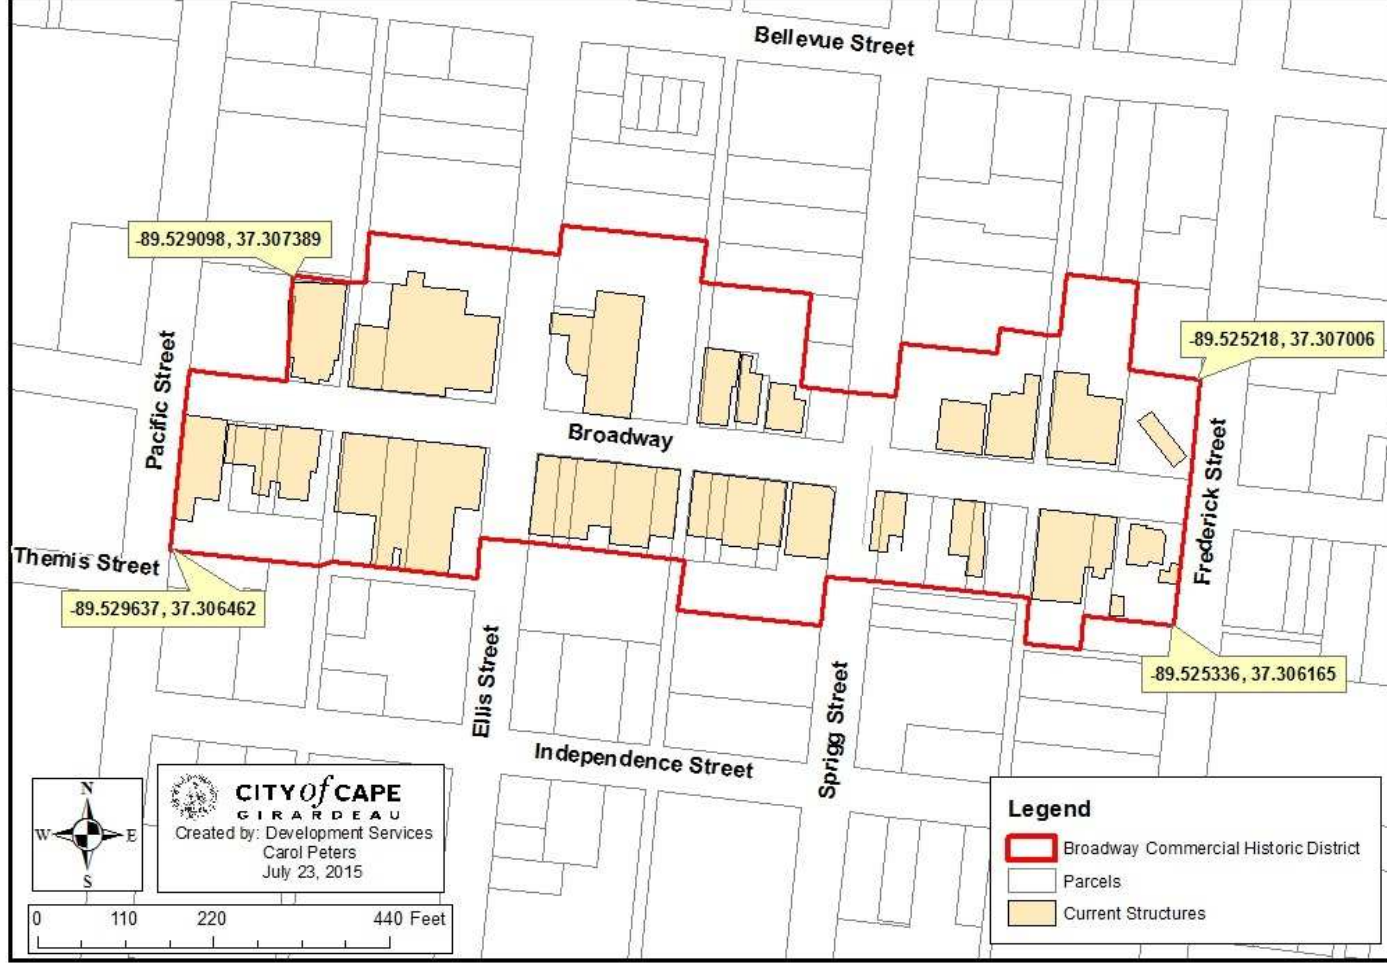 Bellevue Street
-89.529098, 37.307389
-89.525218, 37.307006
Pacific Street
Broadway
Frederick Street
Themis Street
-89.529637, 37.306462
-89.525336, 37.306165
Ellis Street
Sprigg Street
Independence Street
N
W E
S
CITY of CAPE
GIRARDEAU
Created by: Development Services
Carol Peters
July 23, 2015
0 110 220 440 Feet
Legend
Broadway Commercial Historic District
Parcels
Current Structures